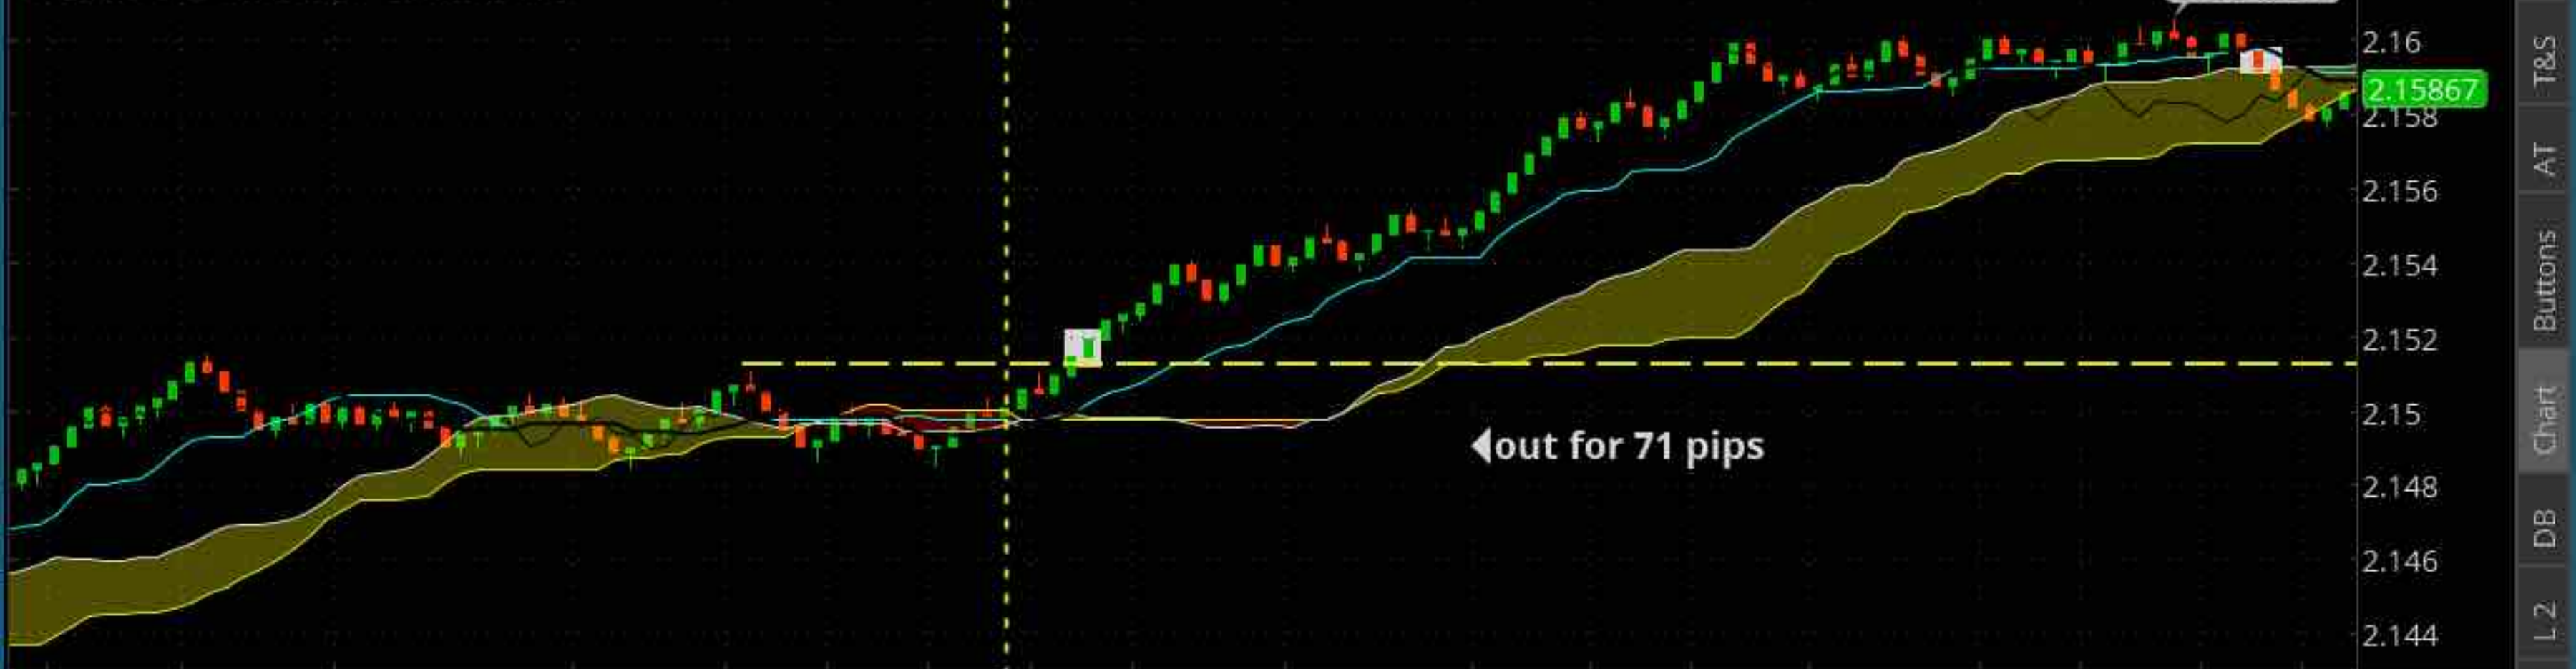 2.16
2.15867
2.158
2.156
2.154
2.152
2.15
2.148
2.146
2.144
out for 71 pips
T&S
AT
Buttons
Chart
DB
L 2